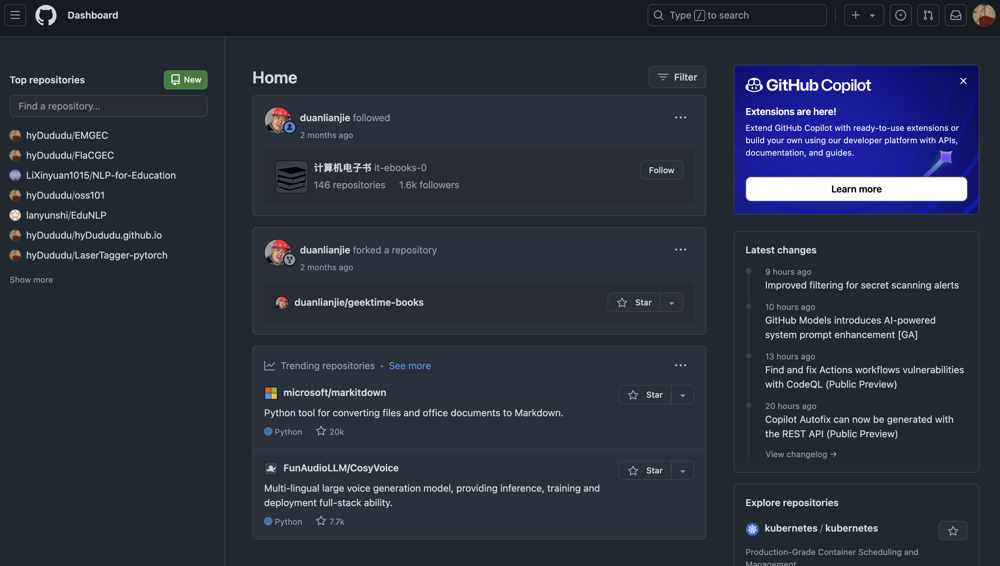 Dashboard
Type / to search
Top repositories
New
Find a repository...
hyDududu/EMGEC
hyDududu/FlaCGEC
LiXinyuan1015/NLP-for-Education
hyDududu/oss101
lanyunshi/EduNLP
hyDududu/hyDududu.github.io
hyDududu/LaserTagger-pytorch
Show more
Home
Filter
duanlianjie followed
2 months ago
计算机电子书 it-ebooks-0
Follow
146 repositories 1.6k followers
duanlianjie forked a repository
2 months ago
duanlianjie/geektime-books
Star
Trending repositories · See more
microsoft/markitdown
Star
Python tool for converting files and office documents to Markdown.
Python 20k
FunAudioLLM/CosyVoice
Star
Multi-lingual large voice generation model, providing inference, training and
deployment full-stack ability.
Python 7.7k
GitHub Copilot
Extensions are here!
Extend GitHub Copilot with ready-to-use extensions or
build your own using our developer platform with APIs,
documentation, and guides.
Learn more
Latest changes
9 hours ago
Improved filtering for secret scanning alerts
10 hours ago
GitHub Models introduces AI-powered
system prompt enhancement [GA]
13 hours ago
Find and fix Actions workflows vulnerabilities
with CodeQL (Public Preview)
20 hours ago
Copilot Autofix can now be generated with
the REST API (Public Preview)
View changelog →
Explore repositories
kubernetes / kubernetes
Production-Grade Container Scheduling and
Management